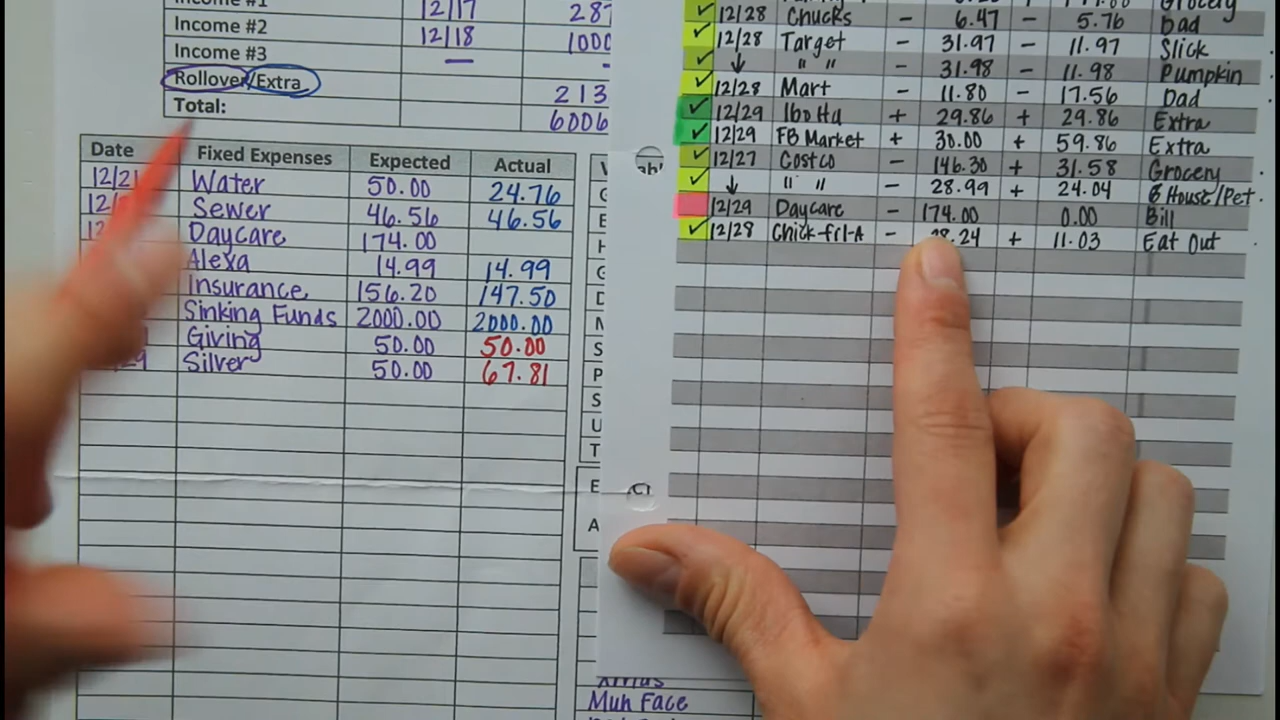 Income #1 12/17 287
Income #2 12/18 1000
Income #3 —
Rollover/Extra 213
Total: 6006
Date Fixed Expenses Expected Actual
12/21 Water 50.00 24.76
Sewer 46.56 46.56
Daycare 174.00
Alexa 14.99 14.99
Insurance 156.20 147.50
Sinking Funds 2000.00 2000.00
Giving 50.00 50.00
Silver 50.00 67.81
Grocery
✓ 12/28 Chucks - 6.47 - 5.76 Dad
✓ 12/28 Target - 31.97 - 11.97 Slick
↓ " " - 31.98 - 11.98 Pumpkin
✓ 12/28 Mart - 11.80 - 17.56 Dad
✓ 12/29 Ibotta + 29.86 + 29.86 Extra
✓ 12/29 FB Market + 30.00 + 59.86 Extra
✓ 12/27 Costco - 146.30 + 31.58 Grocery
✓ ↓ " " - 28.99 + 24.04 House/Pet
12/29 Daycare - 174.00 0.00 Bill
✓ 12/28 Chick-fil-A - .24 + 11.03 Eat Out
Xmas
Muh Face